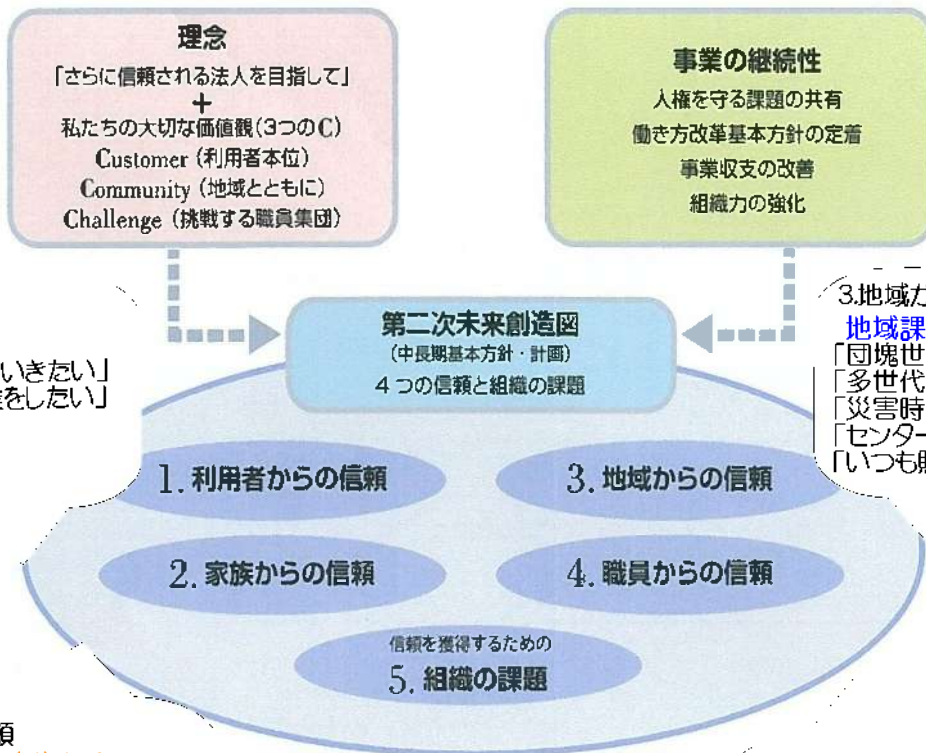 理念
「さらに信頼される法人を目指して」
+
私たちの大切な価値観(3つのC)
Customer (利用者本位)
Community (地域とともに)
Challenge (挑戦する職員集団)
事業の継続性
人権を守る課題の共有
働き方改革基本方針の定着
事業収支の改善
組織力の強化
第二次未来創造図
(中長期基本方針・計画)
4つの信頼と組織の課題
いきたい」
をしたい」
3.地域か
地域課
「団塊世
「多世代
「災害時
「センター
「いつも
1. 利用者からの信頼
3. 地域からの信頼
2. 家族からの信頼
4. 職員からの信頼
信頼を獲得するための
5. 組織の課題